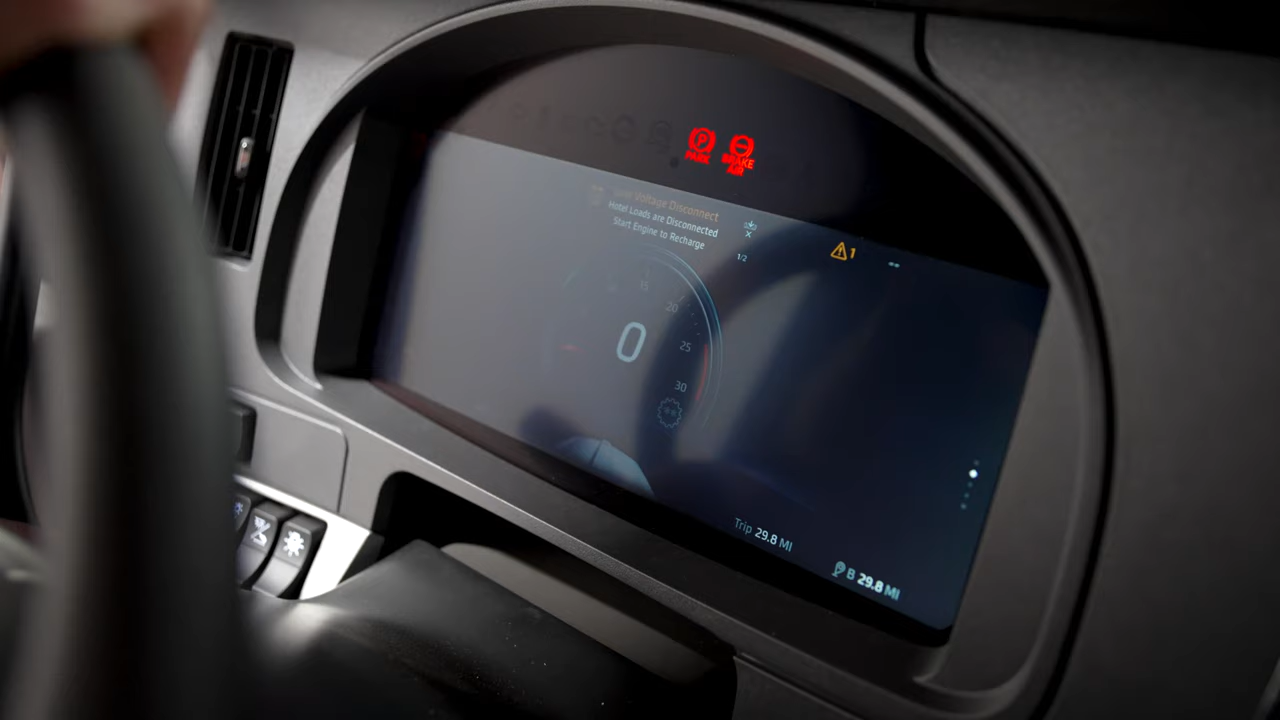 P
PARK
BRAKE
AIR
Voltage Disconnect
Hotel Loads are Disconnected
Start Engine to Recharge
1/2
1
15
20
25
30
0
Trip 29.8 MI
B 29.8 MI